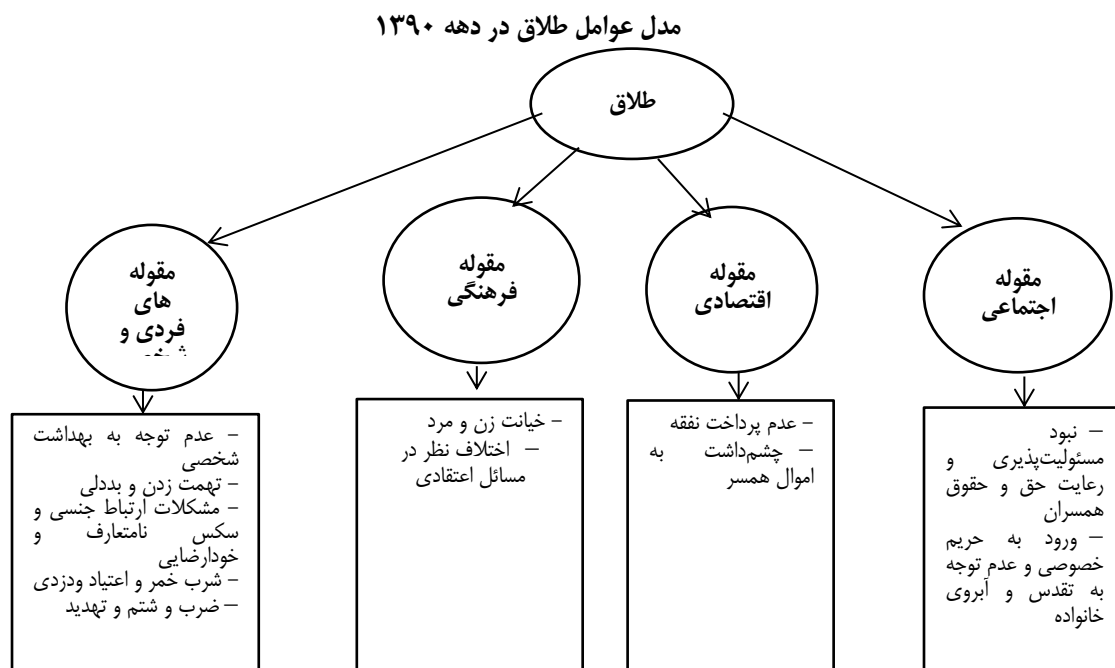 مدل عوامل طلاق در دهه ۱۳۹۰
طلاق
مقوله
اجتماعی
مقوله
اقتصادی
مقوله
فرهنگی
مقوله
های
فردی و
– نبود
مسئولیت‌پذیری و
رعایت حق و حقوق
همسران
– ورود به حریم
خصوصی و عدم توجه
به تقدس و آبروی
خانواده
– عدم پرداخت نفقه
– چشم‌داشت به
اموال همسر
– خیانت زن و مرد
– اختلاف نظر در
مسائل اعتقادی
– عدم توجه به بهداشت
شخصی
– تهمت زدن و بددلی
– مشکلات ارتباط جنسی و
سکس نامتعارف و
خودارضایی
– شرب خمر و اعتیاد ودزدی
– ضرب و شتم و تهدید